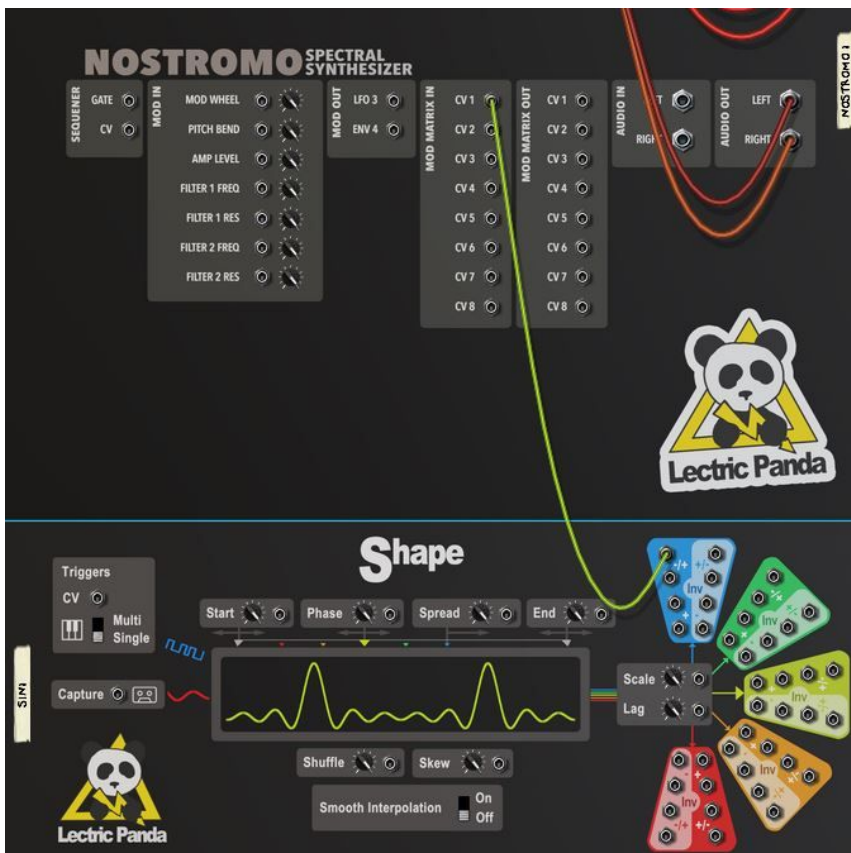 NOSTROMO SPECTRAL SYNTHESIZER
NOSTROMO 1
SEQUENER
GATE
CV
MOD IN
MOD WHEEL
PITCH BEND
AMP LEVEL
FILTER 1 FREQ
FILTER 1 RES
FILTER 2 FREQ
FILTER 2 RES
MOD OUT
LFO 3
ENV 4
MOD MATRIX IN
CV 1
CV 2
CV 3
CV 4
CV 5
CV 6
CV 7
CV 8
MOD MATRIX OUT
CV 1
CV 2
CV 3
CV 4
CV 5
CV 6
CV 7
CV 8
AUDIO IN
RIGHT
AUDIO OUT
LEFT
RIGHT
Lectric Panda
Shape
Triggers
CV
Multi
Single
Capture
Start
Phase
Spread
End
Shuffle
Skew
Smooth Interpolation
On
Off
Scale
Lag
-/+ +/-
Inv
+ -
+/- +/-
Inv
+ -
Inv
+/-
Inv
+/-
- +
Inv
-/+ +/-
Lectric Panda